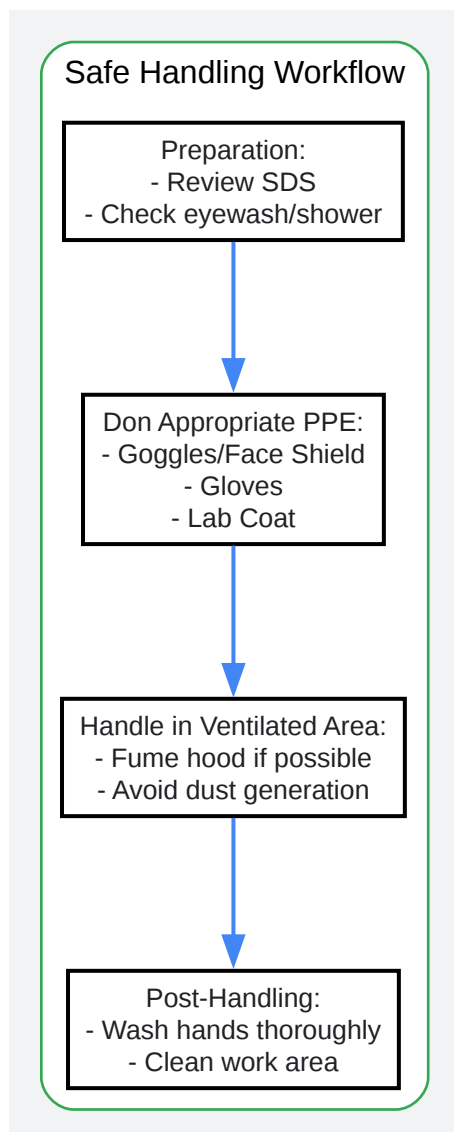 Safe Handling Workflow
Preparation:
- Review SDS
- Check eyewash/shower
Don Appropriate PPE:
- Goggles/Face Shield
- Gloves
- Lab Coat
Handle in Ventilated Area:
- Fume hood if possible
- Avoid dust generation
Post-Handling:
- Wash hands thoroughly
- Clean work area